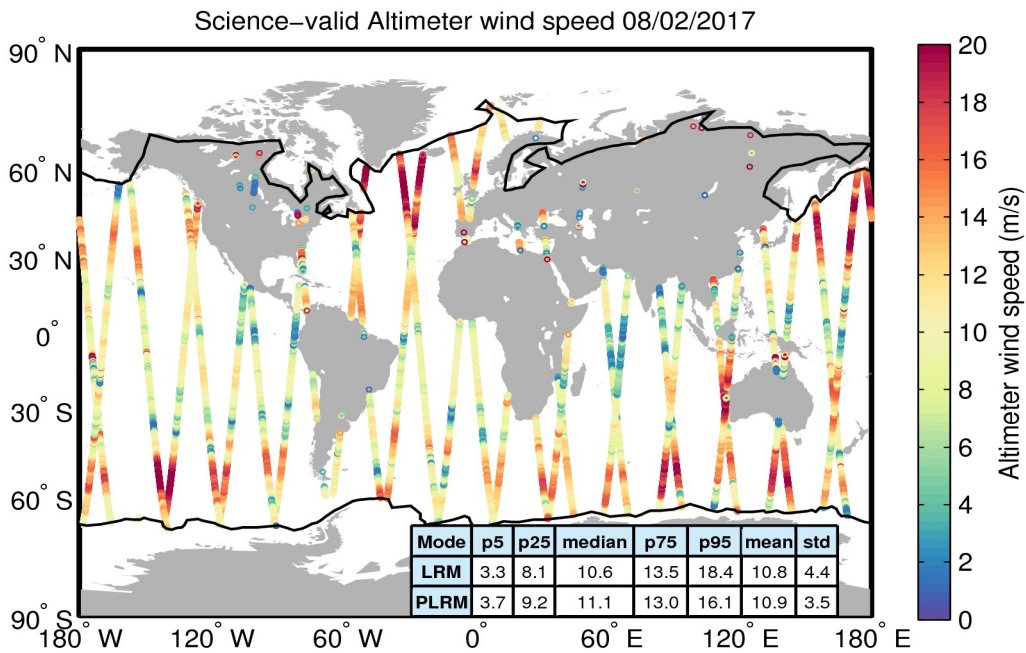 Science-valid Altimeter wind speed 08/02/2017
90° N
60° N
30° N
0°
30° S
60° S
90° S
180° W
120° W
60° W
0°
60° E
120° E
180° E
Mode p5 p25 median p75 p95 mean std
LRM 3.3 8.1 10.6 13.5 18.4 10.8 4.4
PLRM 3.7 9.2 11.1 13.0 16.1 10.9 3.5
20
18
16
14
12
10
8
6
4
2
0
Altimeter wind speed (m/s)